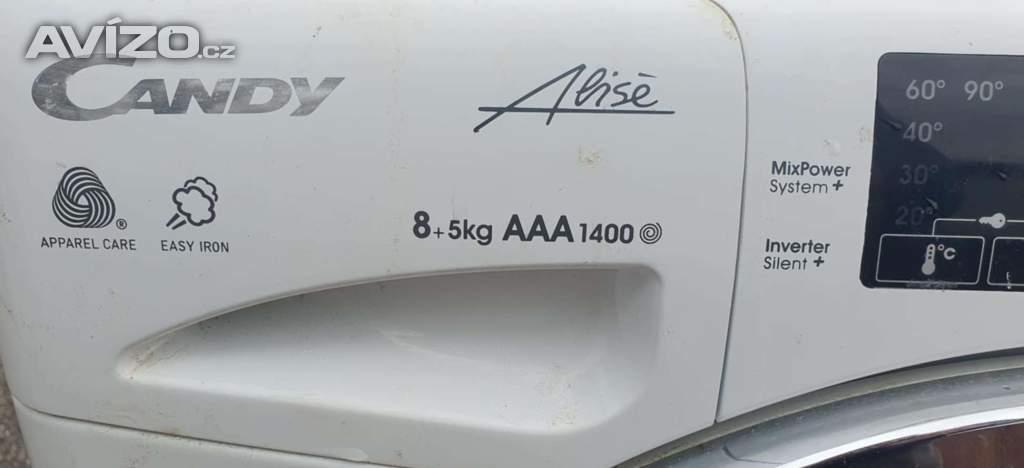 Avízo.cz
CANDY
Alisè
60° 90°
40°
30°
20°
°C
MixPower
System+
Inverter
Silent+
8+5kg AAA 1400
APPAREL CARE
®
EASY IRON